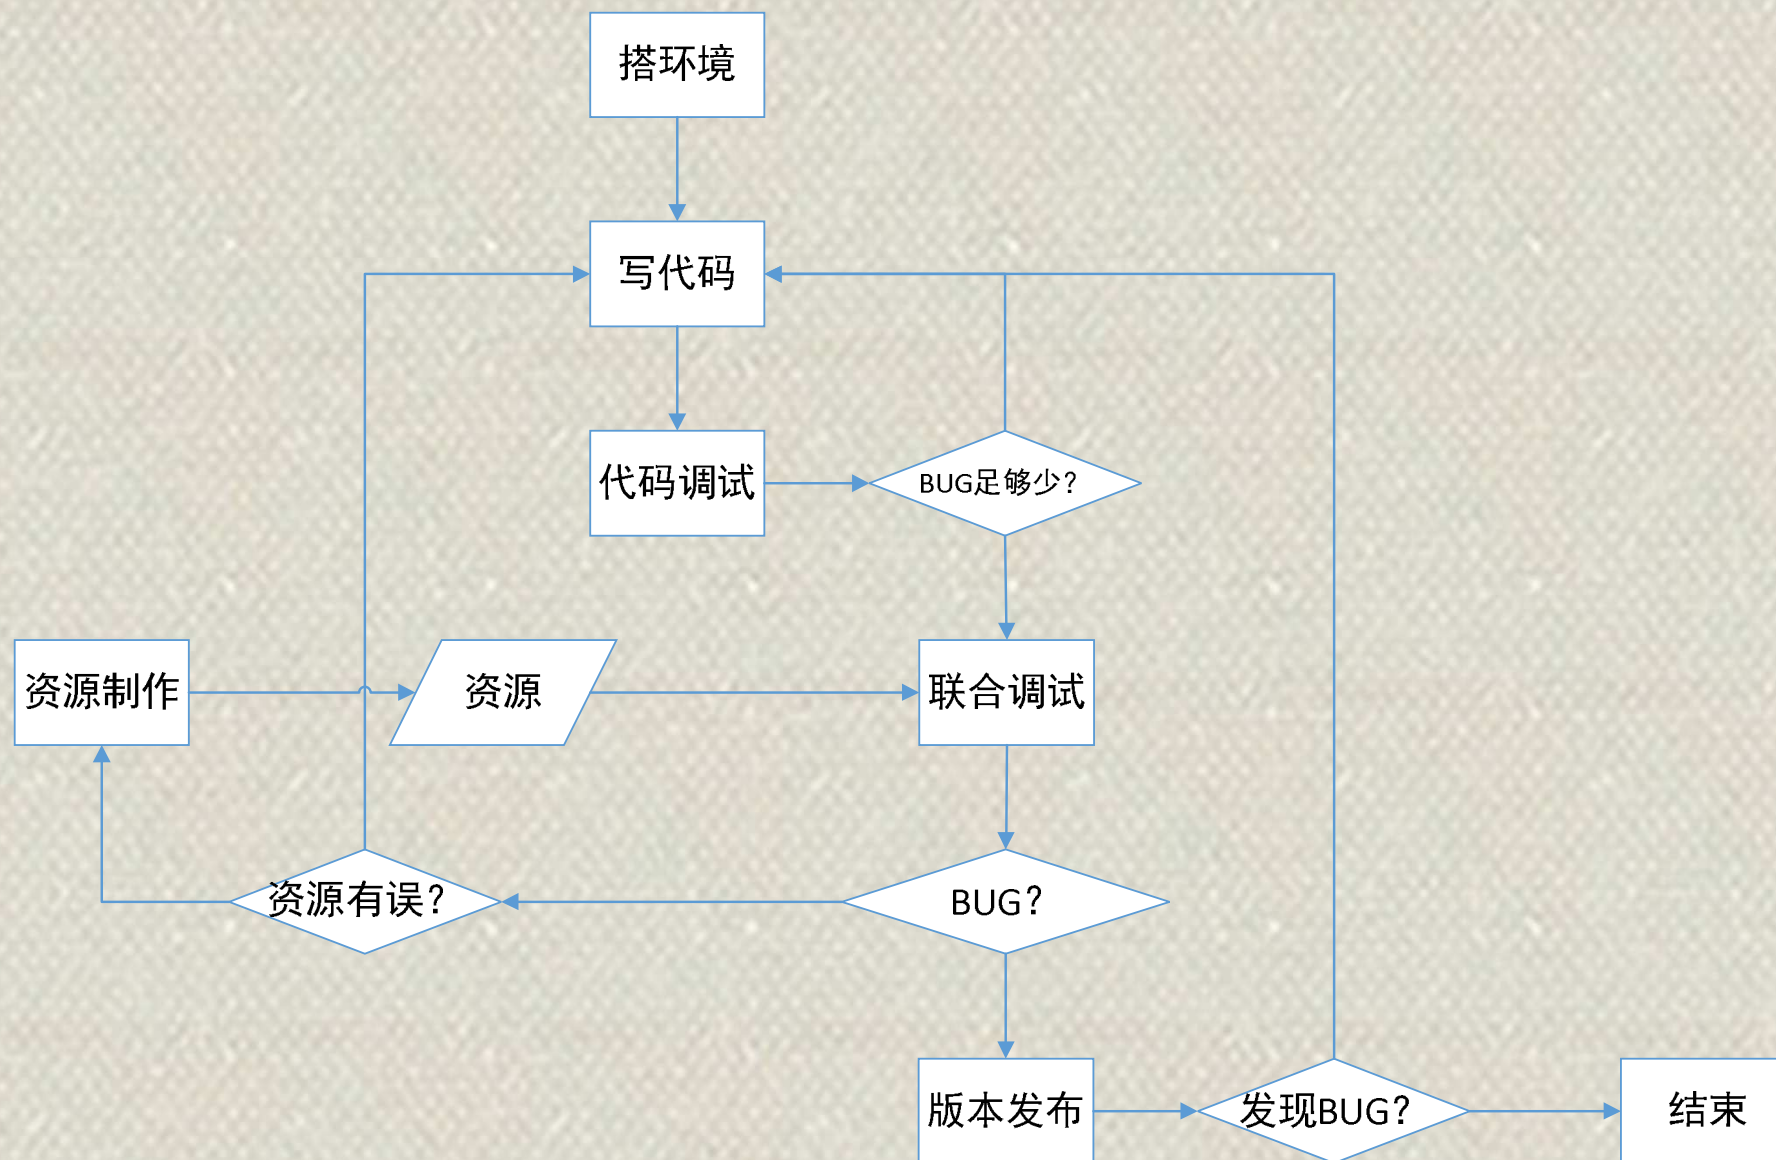 搭环境
写代码
代码调试
BUG足够少？
资源制作
资源
联合调试
资源有误？
BUG？
版本发布
发现BUG？
结束